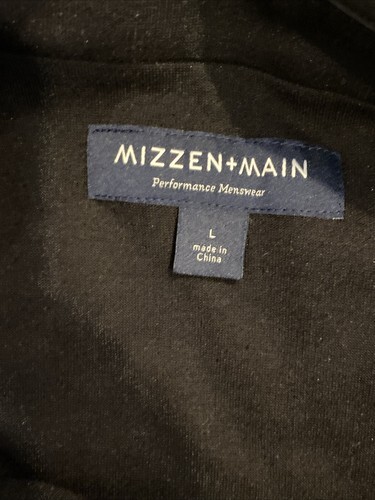 MIZZEN+MAIN
Performance Menswear
L
made in
China